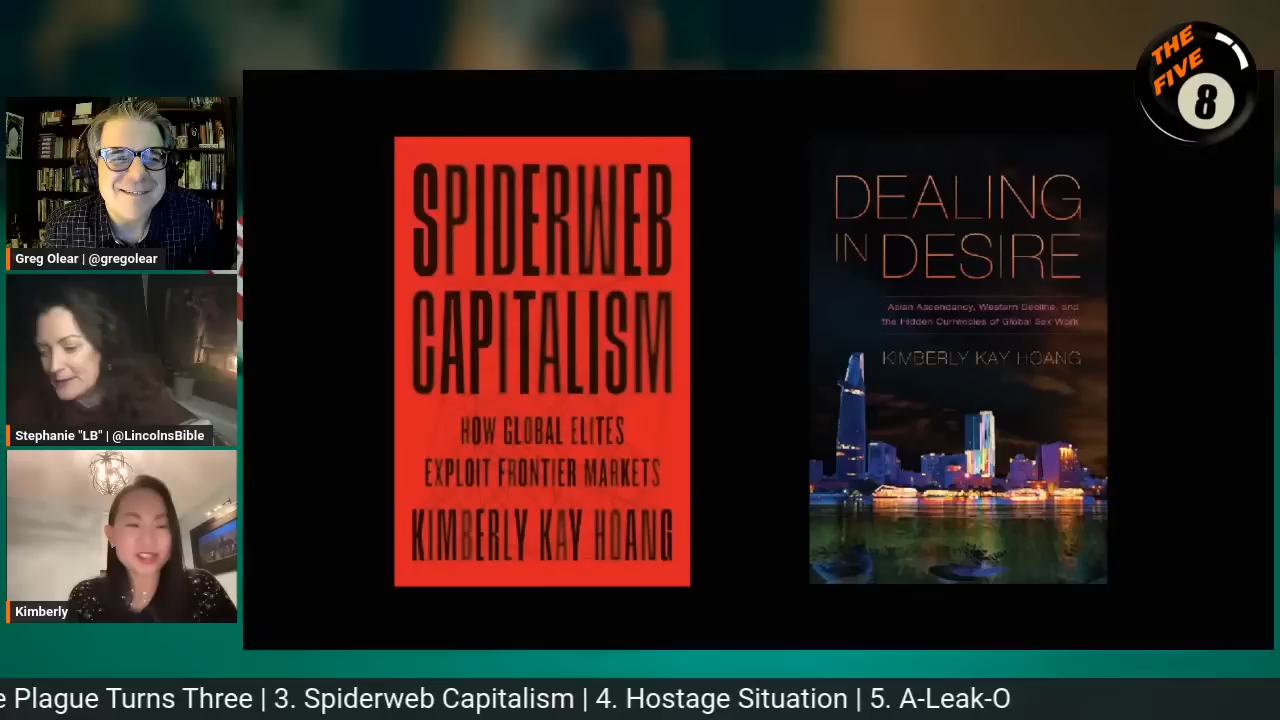 THE
FIVE
8
Greg Olear | @gregolear
Stephanie "LB" | @LincolnsBible
Kimberly
SPIDERWEB
CAPITALISM
HOW GLOBAL ELITES
EXPLOIT FRONTIER MARKETS
KIMBERLY KAY HOANG
DEALING
IN DESIRE
Asian Ascendancy, Western Decline, and
the Hidden Currencies of Global Sex Work
KIMBERLY KAY HOANG
e Plague Turns Three | 3. Spiderweb Capitalism | 4. Hostage Situation | 5. A-Leak-O